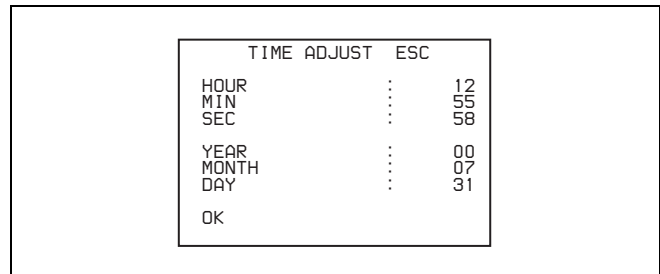 TIME ADJUST ESC
HOUR : 12
MIN : 55
SEC : 58
YEAR : 00
MONTH : 07
DAY : 31
OK